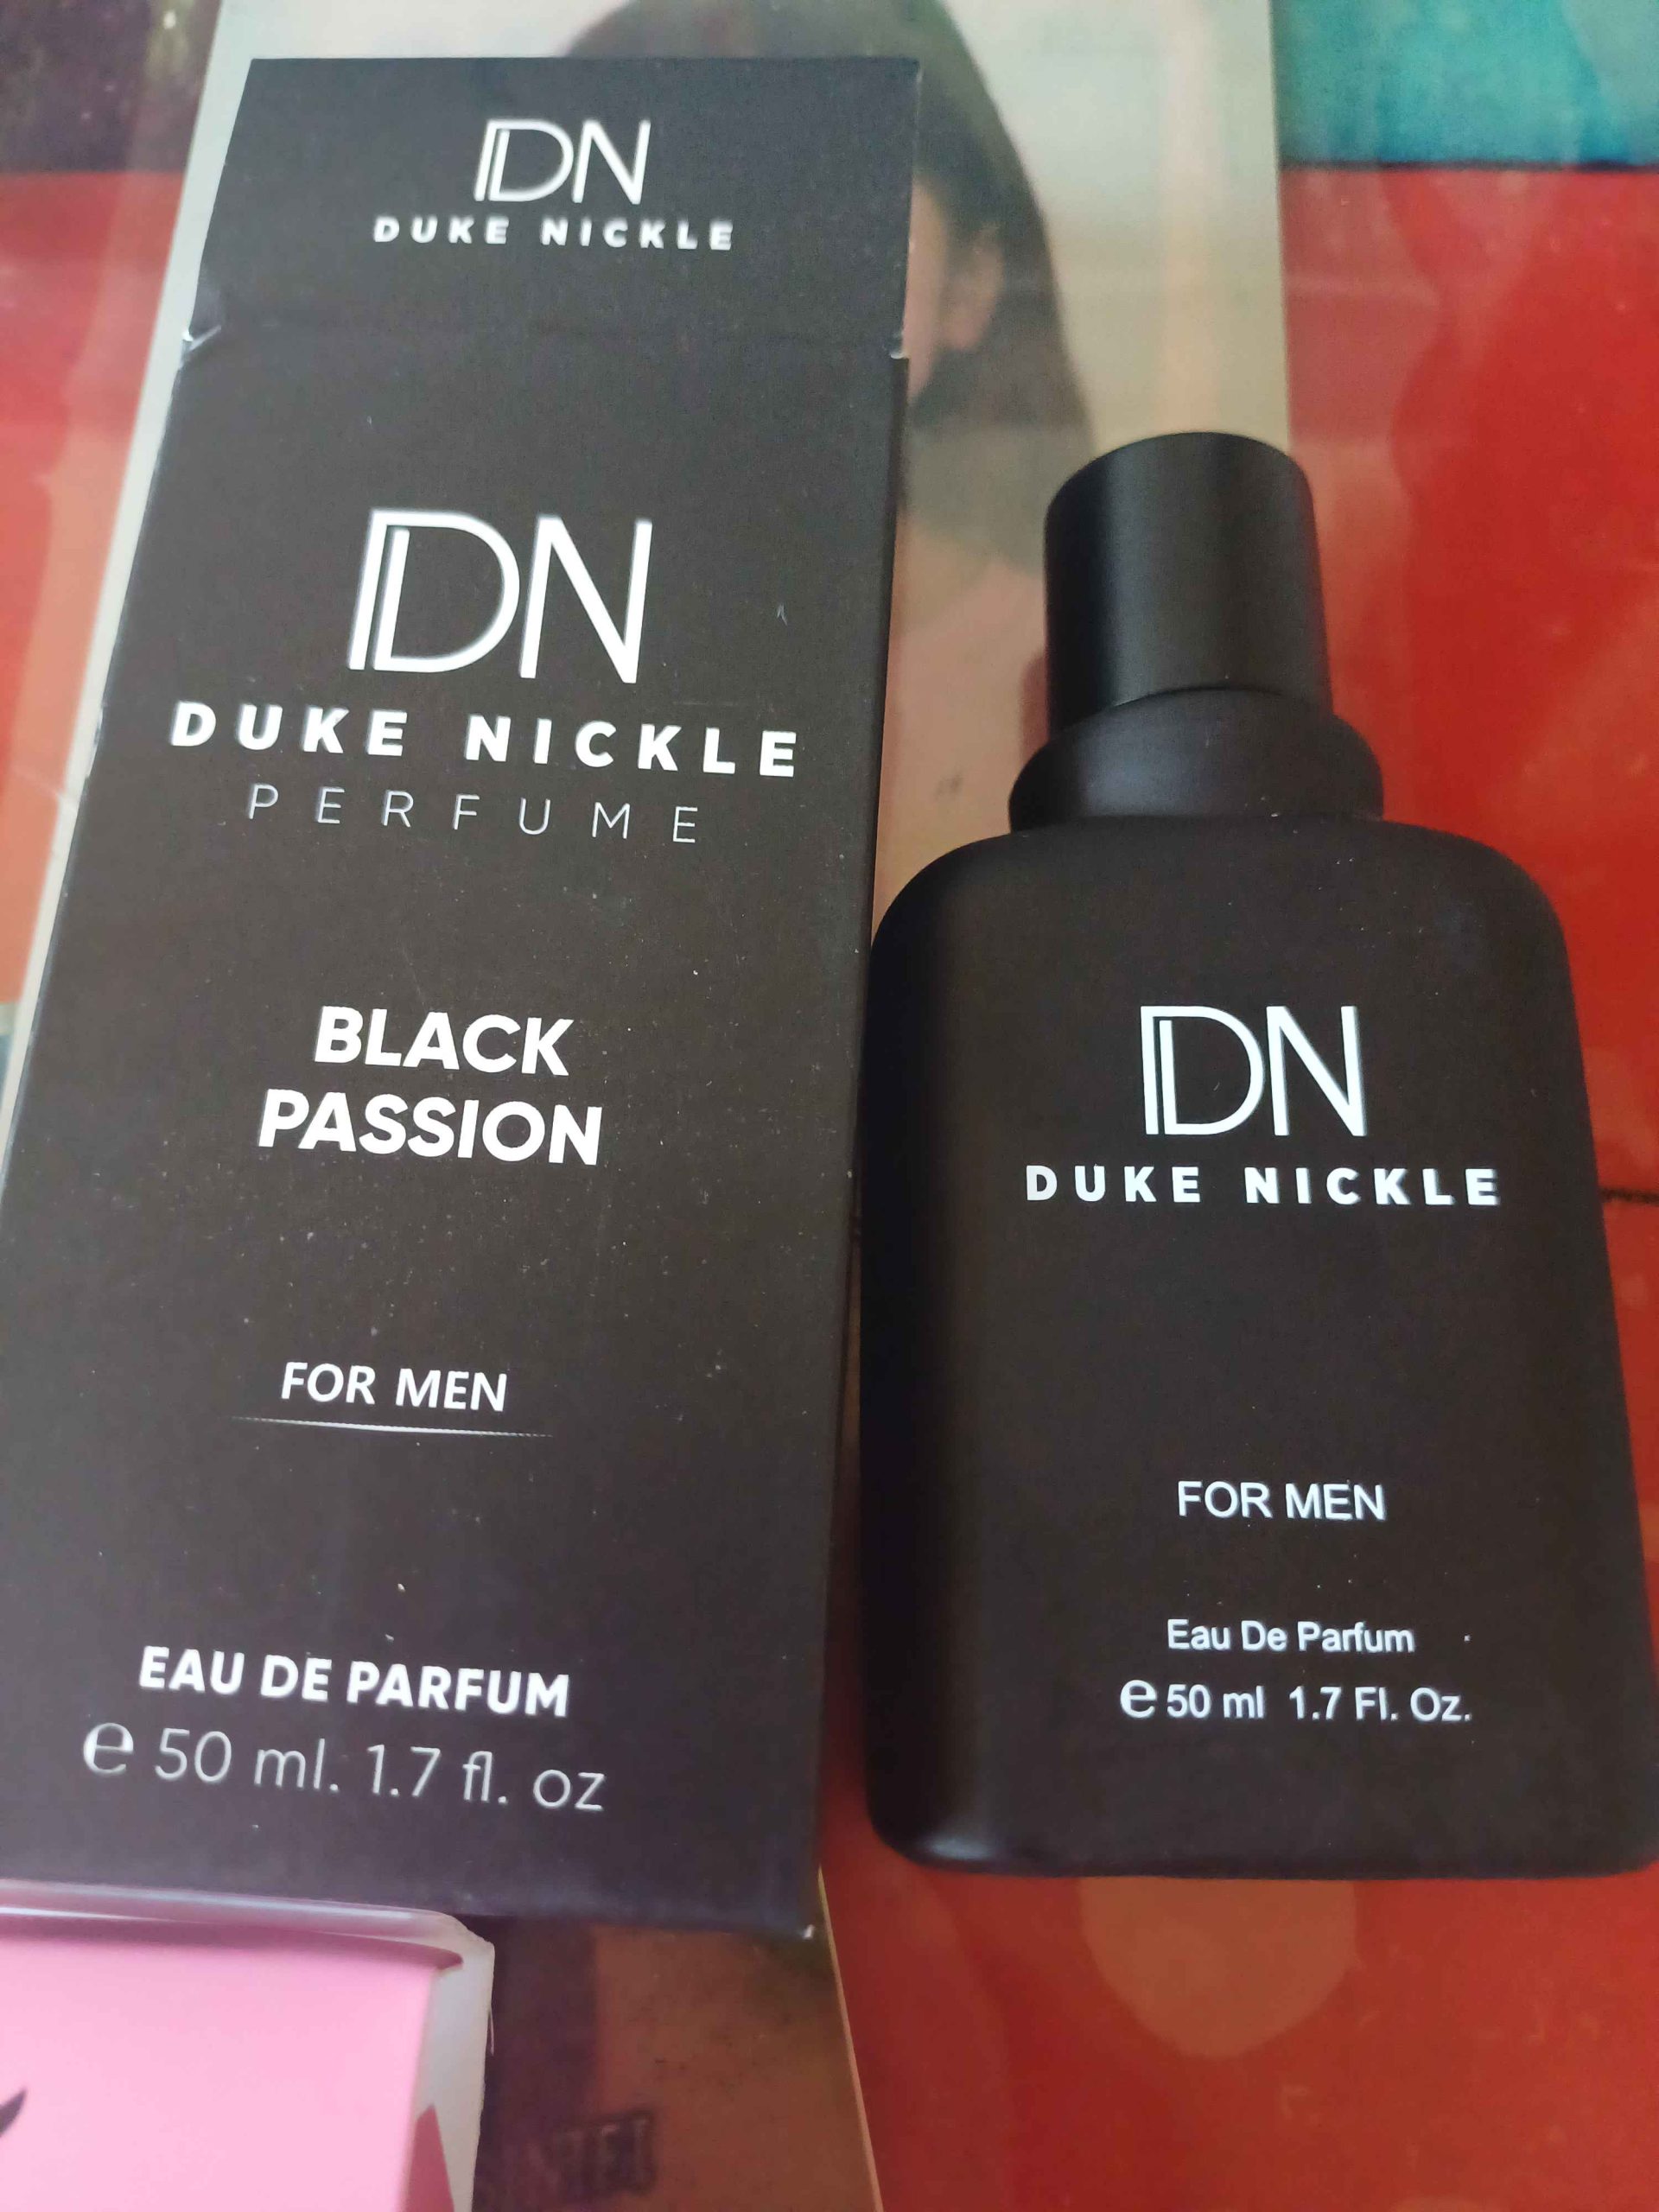 DN
DUKE NICKLE
DN
DUKE NICKLE
PERFUME
BLACK
PASSION
FOR MEN
EAU DE PARFUM
℮ 50 ml. 1.7 fl. oz
DN
DUKE NICKLE
FOR MEN
Eau De Parfum
℮ 50 ml 1.7 Fl. Oz.